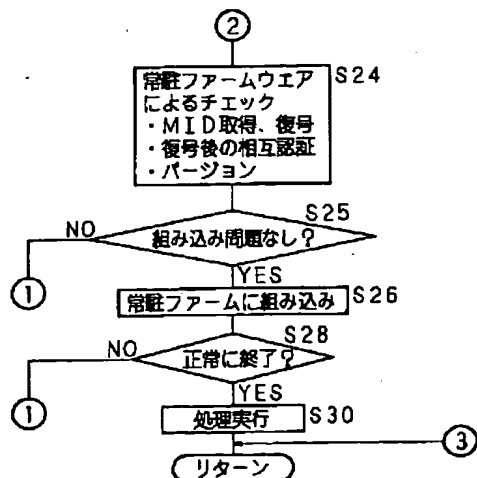 ②
常駐ファームウェア S24
によるチェック
・MID取得、復号
・復号後の相互認証
・バージョン
S25
NO 組み込み問題なし？
① YES
常駐ファームに組み込み S26
S28
NO 正常に終了？
① YES
処理実行 S30
③
リターン